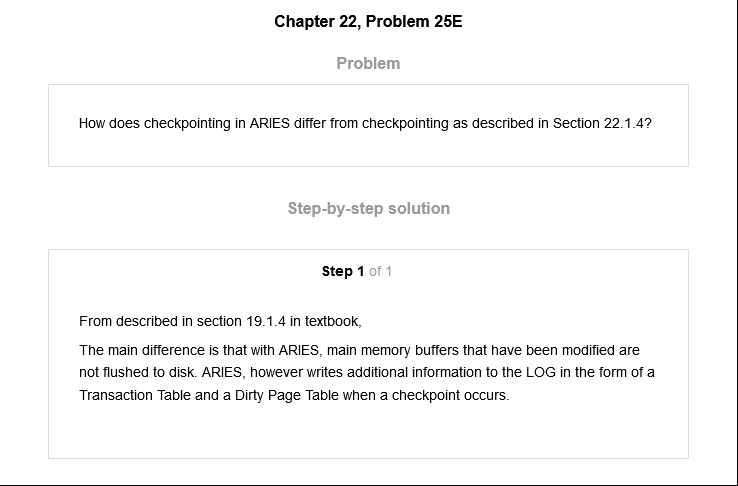 Chapter 22, Problem 25E
Problem
How does checkpointing in ARIES differ from checkpointing as described in Section 22.1.4?
Step-by-step solution
Step 1 of 1
From described in section 19.1.4 in textbook,
The main difference is that with ARIES, main memory buffers that have been modified are
not flushed to disk. ARIES, however writes additional information to the LOG in the form of a
Transaction Table and a Dirty Page Table when a checkpoint occurs.